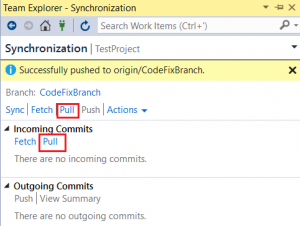 Team Explorer - Synchronization
Search Work Items (Ctrl+')
Synchronization | TestProject
Successfully pushed to origin/CodeFixBranch.
Branch: CodeFixBranch
Sync | Fetch Pull Push | Actions
Incoming Commits
Fetch Pull
There are no incoming commits.
Outgoing Commits
Push | View Summary
There are no outgoing commits.